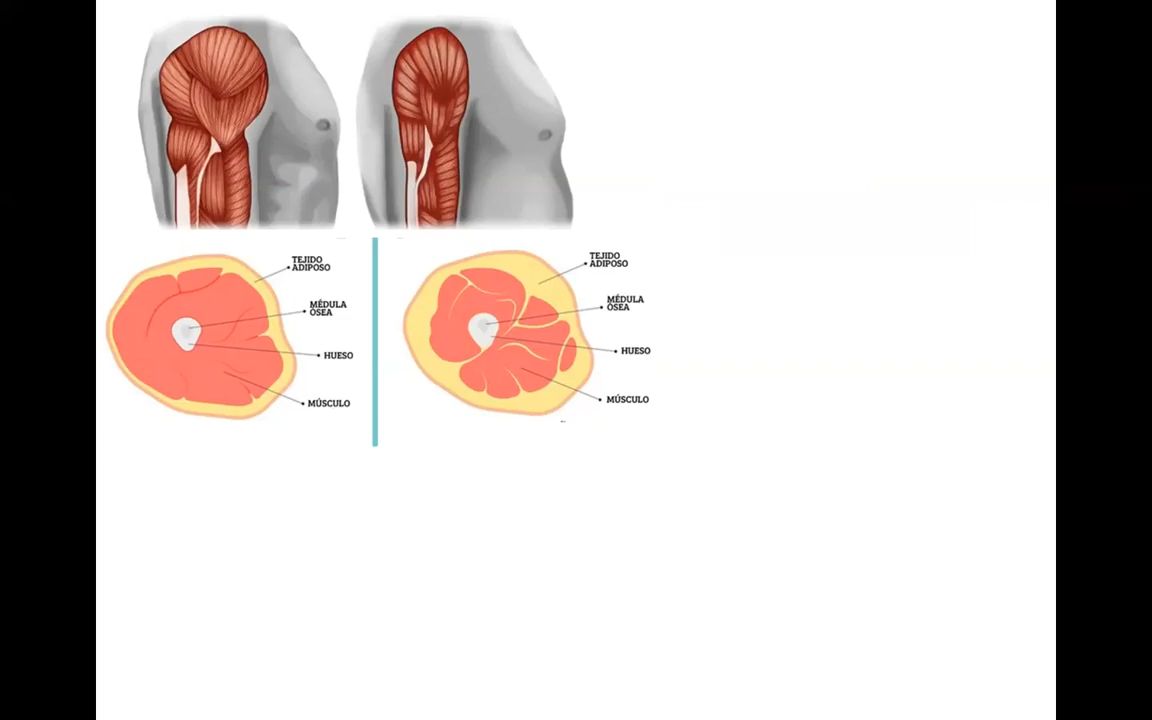 TEJIDO
ADIPOSO
MÉDULA
ÓSEA
HUESO
MÚSCULO
TEJIDO
ADIPOSO
MÉDULA
ÓSEA
HUESO
MÚSCULO